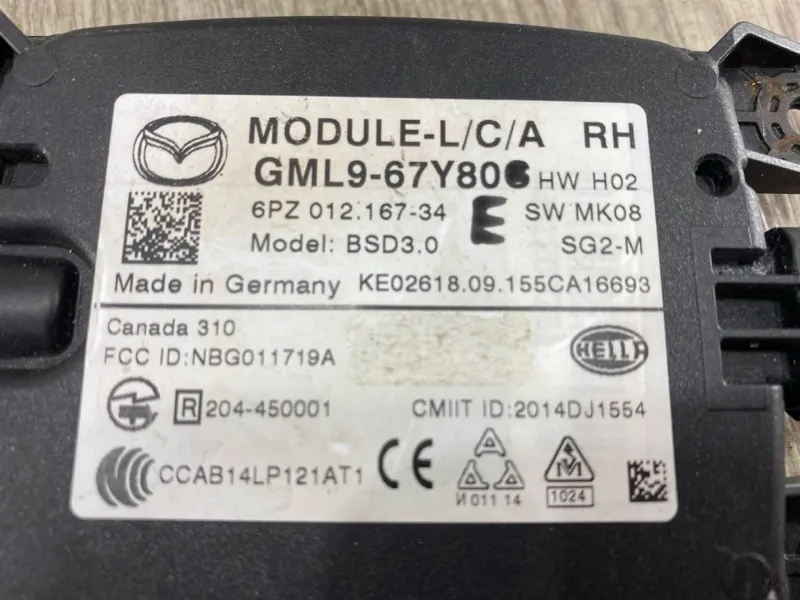 MODULE-L/C/A RH
GML9-67Y80 HW H02
6PZ 012.167-34 E SW MK08
Model: BSD3.0 SG2-M
Made in Germany KE02618.09.155CA16693
Canada 310
FCC ID:NBG011719A
HELLA
R 204-450001 CMIIT ID:2014DJ1554
CCAB14LP121AT1 CE И 011 14 M 1024